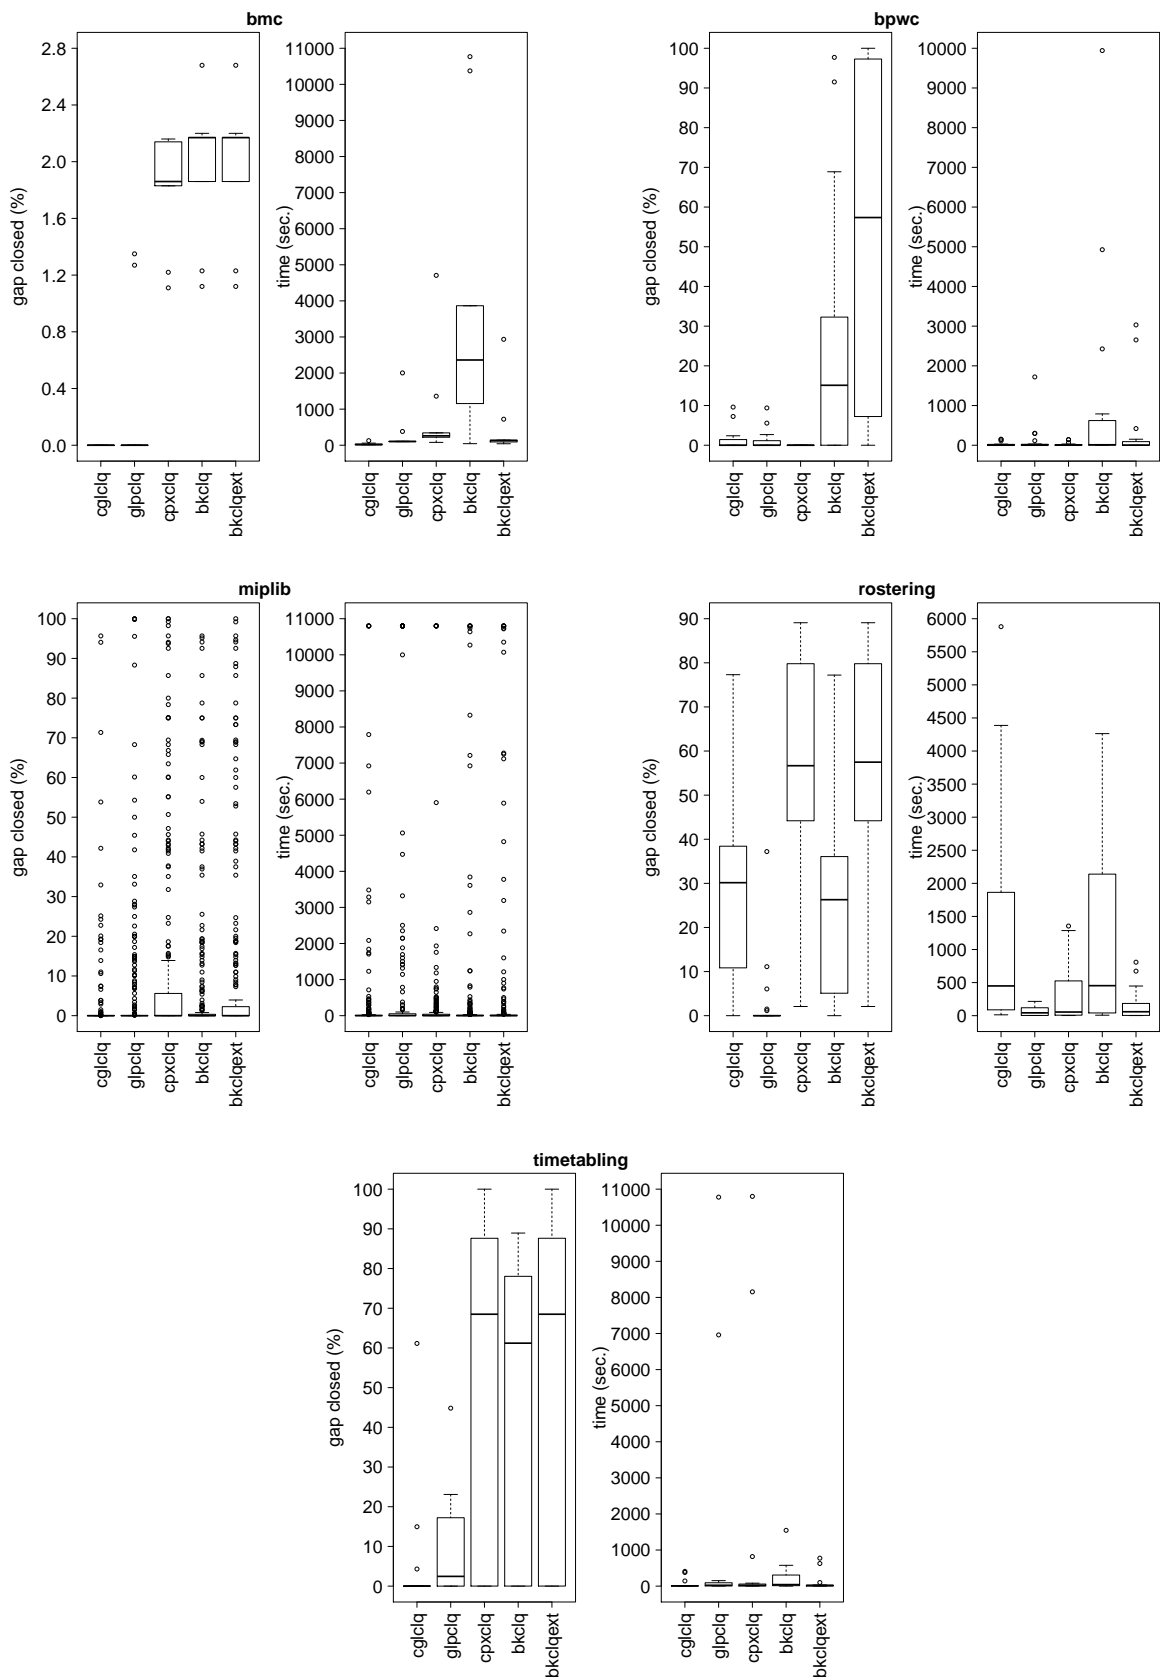 bmc
gap closed (%)
2.8
2.4
2.0
1.6
1.2
0.8
0.4
0.0
cglclq
glpclq
cpxclq
bkclq
bkclqext
time (sec.)
11000
10000
9000
8000
7000
6000
5000
4000
3000
2000
1000
0
cglclq
glpclq
cpxclq
bkclq
bkclqext
bpwc
gap closed (%)
100
90
80
70
60
50
40
30
20
10
0
cglclq
glpclq
cpxclq
bkclq
bkclqext
time (sec.)
10000
9000
8000
7000
6000
5000
4000
3000
2000
1000
0
cglclq
glpclq
cpxclq
bkclq
bkclqext
miplib
gap closed (%)
100
90
80
70
60
50
40
30
20
10
0
cglclq
glpclq
cpxclq
bkclq
bkclqext
time (sec.)
11000
10000
9000
8000
7000
6000
5000
4000
3000
2000
1000
0
cglclq
glpclq
cpxclq
bkclq
bkclqext
rostering
gap closed (%)
90
80
70
60
50
40
30
20
10
0
cglclq
glpclq
cpxclq
bkclq
bkclqext
time (sec.)
6000
5500
5000
4500
4000
3500
3000
2500
2000
1500
1000
500
0
cglclq
glpclq
cpxclq
bkclq
bkclqext
timetabling
gap closed (%)
100
90
80
70
60
50
40
30
20
10
0
cglclq
glpclq
cpxclq
bkclq
bkclqext
time (sec.)
11000
10000
9000
8000
7000
6000
5000
4000
3000
2000
1000
0
cglclq
glpclq
cpxclq
bkclq
bkclqext